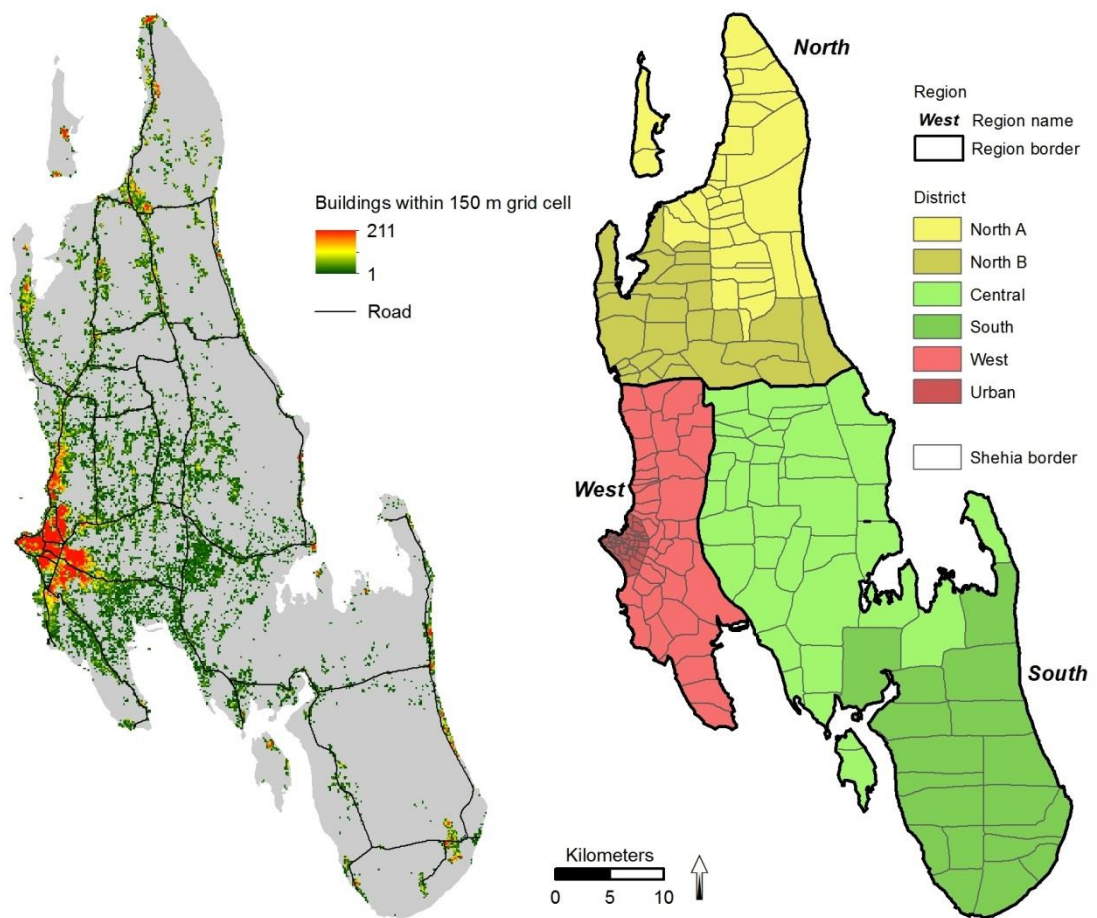 Buildings within 150 m grid cell
211
1
Road
North
West
South
Region
West Region name
Region border
District
North A
North B
Central
South
West
Urban
Shehia border
Kilometers
0 5 10